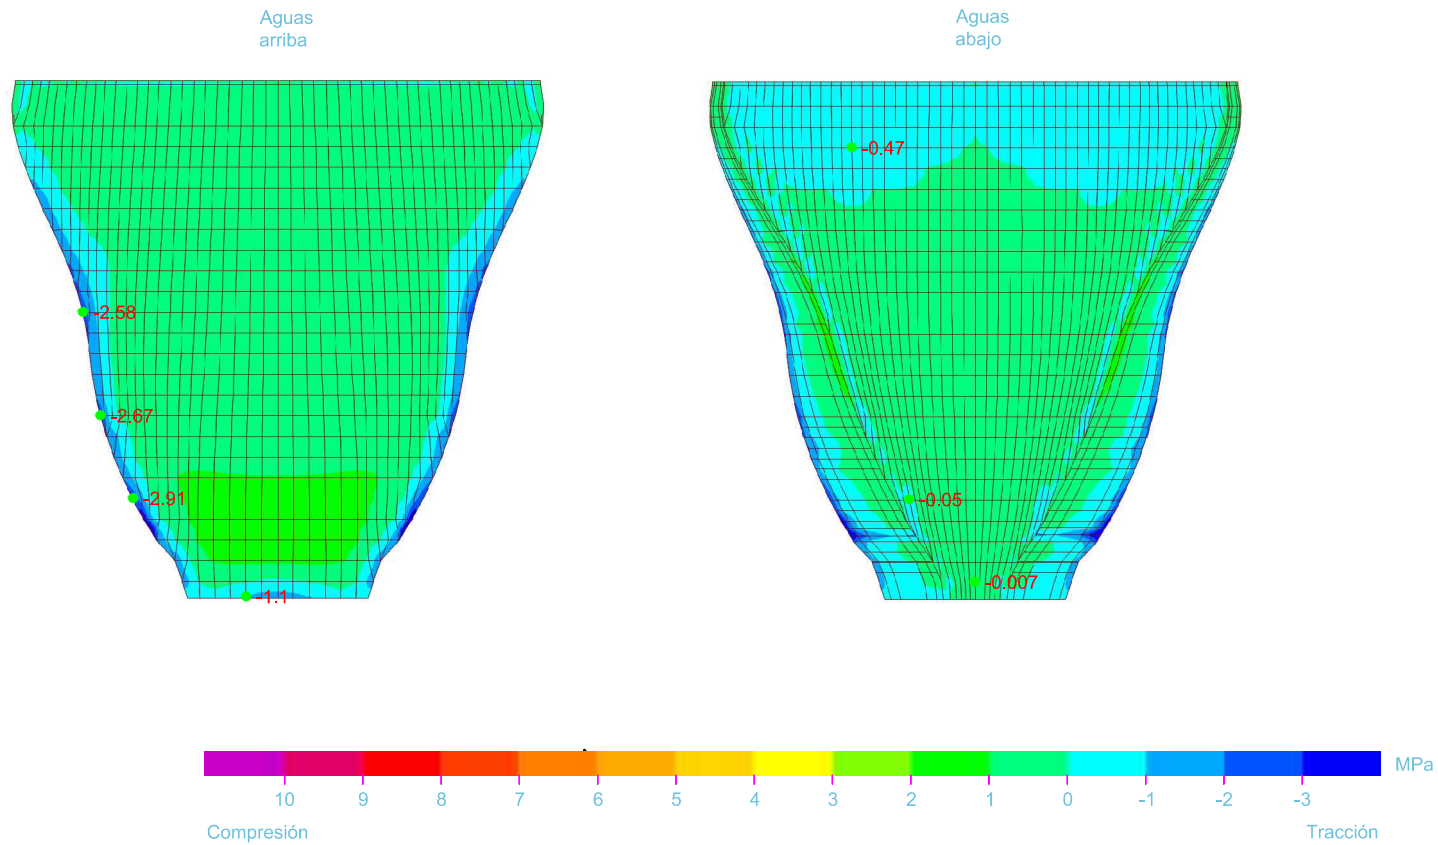 Aguas
arriba
Aguas
abajo
-0.47
-2.58
-2.67
-2.91
-0.05
-0.007
-1.1
MPa
10 9 8 7 6 5 4 3 2 1 0 -1 -2 -3
Compresión Tracción